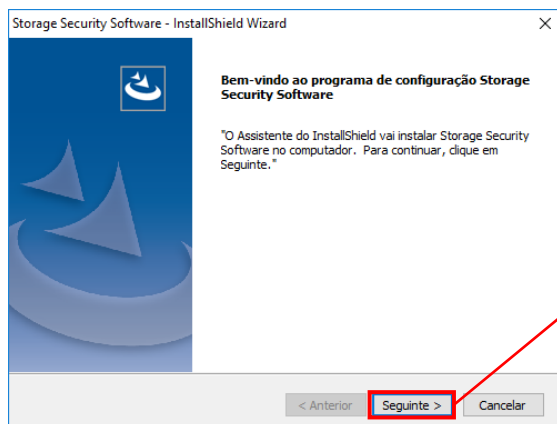 Storage Security Software - InstallShield Wizard
Bem-vindo ao programa de configuração Storage
Security Software
"O Assistente do InstallShield vai instalar Storage Security
Software no computador.  Para continuar, clique em
Seguinte."
< Anterior
Seguinte >
Cancelar